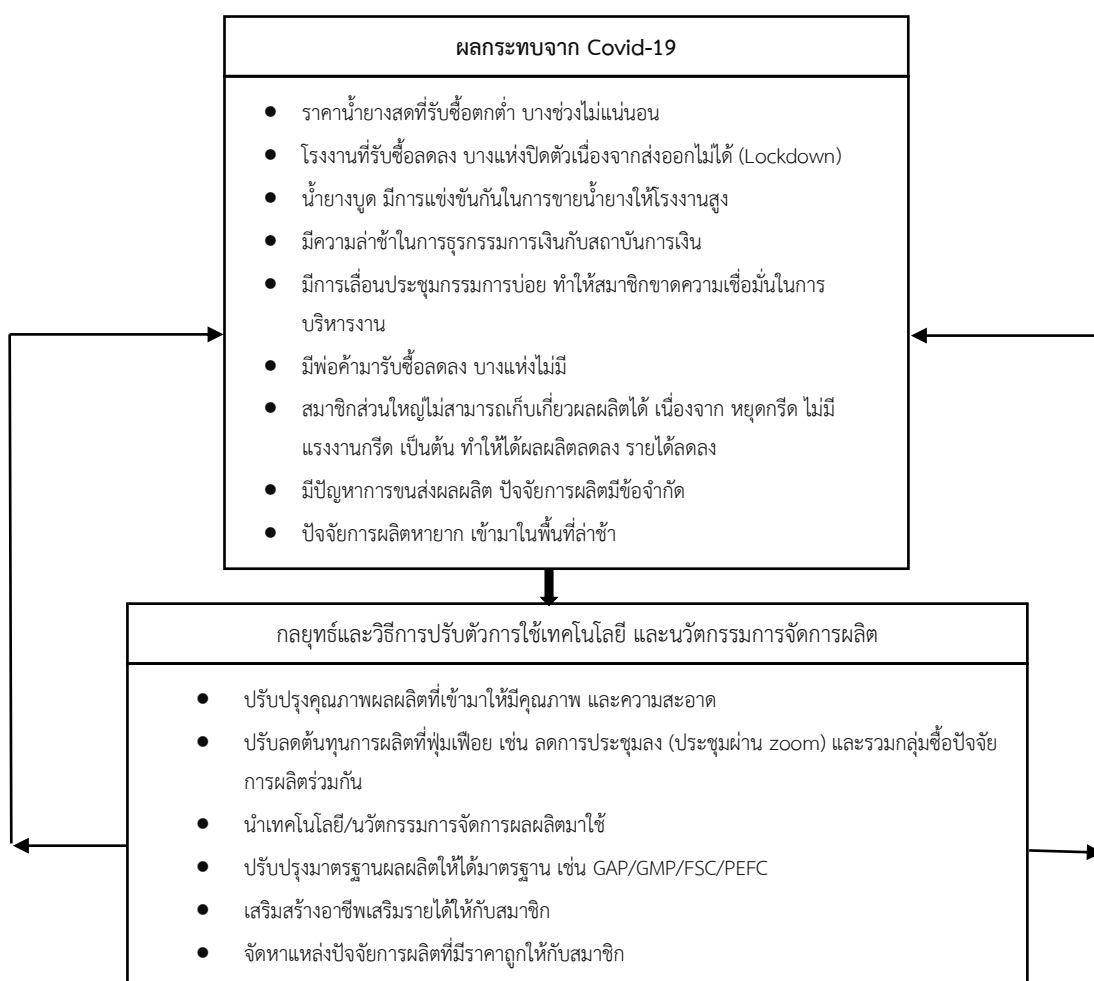 ผลกระทบจาก Covid-19
● ราคาน้ำยางสดที่รับซื้อตกต่ำ บางช่วงไม่แน่นอน
● โรงงานที่รับซื้อลดลง บางแห่งปิดตัวเนื่องจากส่งออกไม่ได้ (Lockdown)
● น้ำยางบูด มีการแข่งขันกันในการขายน้ำยางให้โรงงานสูง
● มีความล่าช้าในการธุรกรรมการเงินกับสถาบันการเงิน
● มีการเลื่อนประชุมกรรมการบ่อย ทำให้สมาชิกขาดความเชื่อมั่นในการ
บริหารงาน
● มีพ่อค้ามารับซื้อลดลง บางแห่งไม่มี
● สมาชิกส่วนใหญ่ไม่สามารถเก็บเกี่ยวผลผลิตได้ เนื่องจาก หยุดกรีด ไม่มี
แรงงานกรีด เป็นต้น ทำให้ได้ผลผลิตลดลง รายได้ลดลง
● มีปัญหาการขนส่งผลผลิต ปัจจัยการผลิตมีข้อจำกัด
● ปัจจัยการผลิตหายาก เข้ามาในพื้นที่ล่าช้า
กลยุทธ์และวิธีการปรับตัวการใช้เทคโนโลยี และนวัตกรรมการจัดการผลิต
● ปรับปรุงคุณภาพผลผลิตที่เข้ามาให้มีคุณภาพ และความสะอาด
● ปรับลดต้นทุนการผลิตที่ฟุ่มเฟือย เช่น ลดการประชุมลง (ประชุมผ่าน zoom) และรวมกลุ่มซื้อปัจจัย
การผลิตร่วมกัน
● นำเทคโนโลยี/นวัตกรรมการจัดการผลผลิตมาใช้
● ปรับปรุงมาตรฐานผลผลิตให้ได้มาตรฐาน เช่น GAP/GMP/FSC/PEFC
● เสริมสร้างอาชีพเสริมรายได้ให้กับสมาชิก
● จัดหาแหล่งปัจจัยการผลิตที่มีราคาถูกให้กับสมาชิก